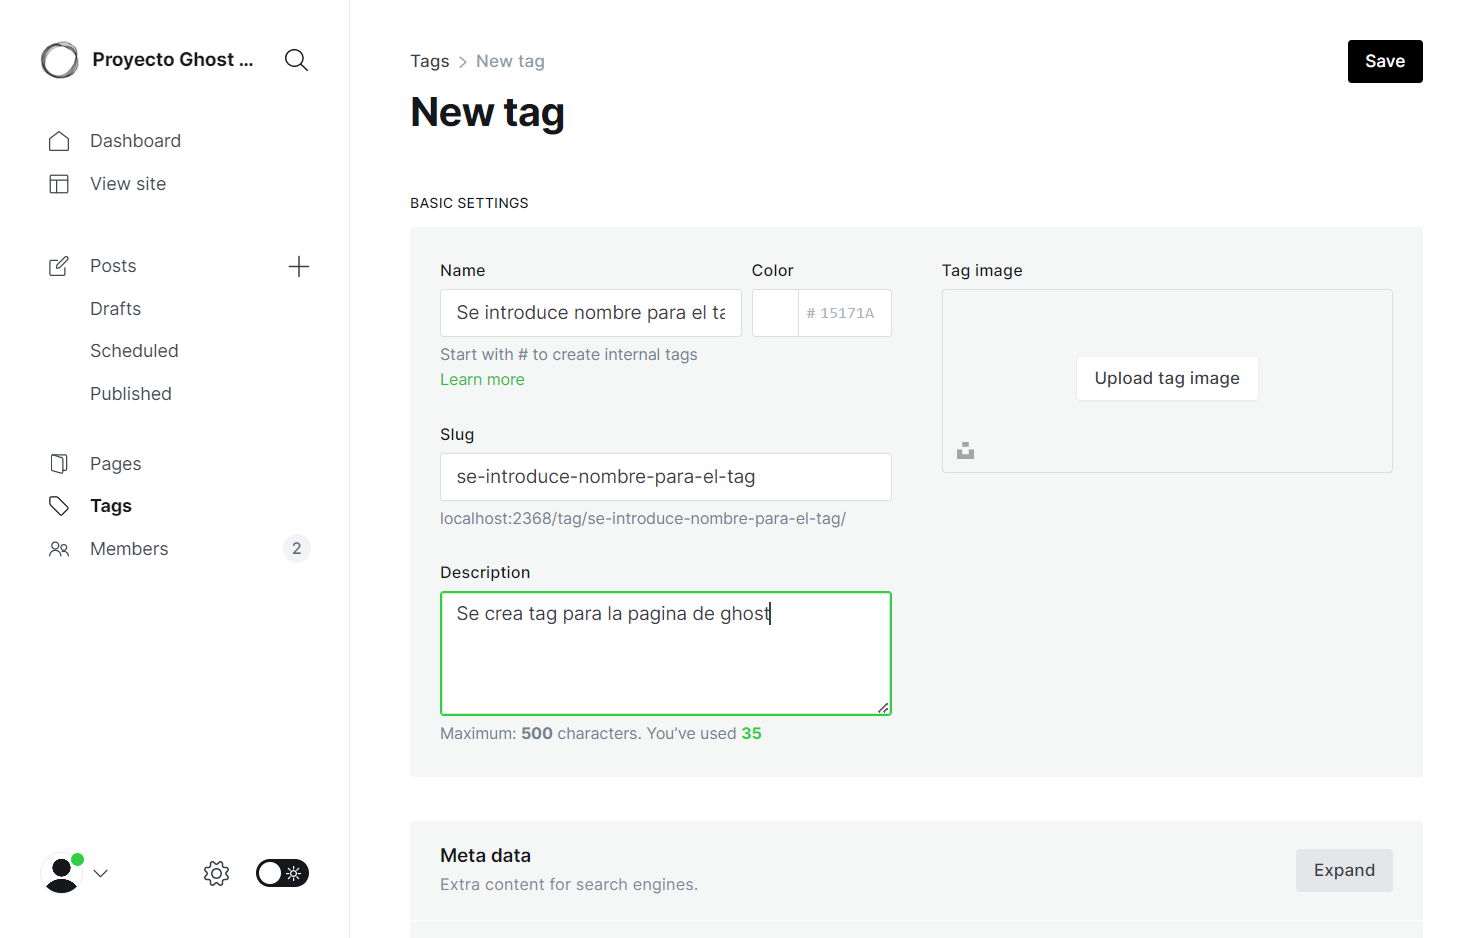 Proyecto Ghost ...
Dashboard
View site
Posts
Drafts
Scheduled
Published
Pages
Tags
Members 2
Tags > New tag
Save
New tag
BASIC SETTINGS
Name
Color
Tag image
Se introduce nombre para el ta
# 15171A
Start with # to create internal tags
Learn more
Upload tag image
Slug
se-introduce-nombre-para-el-tag
localhost:2368/tag/se-introduce-nombre-para-el-tag/
Description
Se crea tag para la pagina de ghost
Maximum: 500 characters. You’ve used 35
Meta data
Extra content for search engines.
Expand